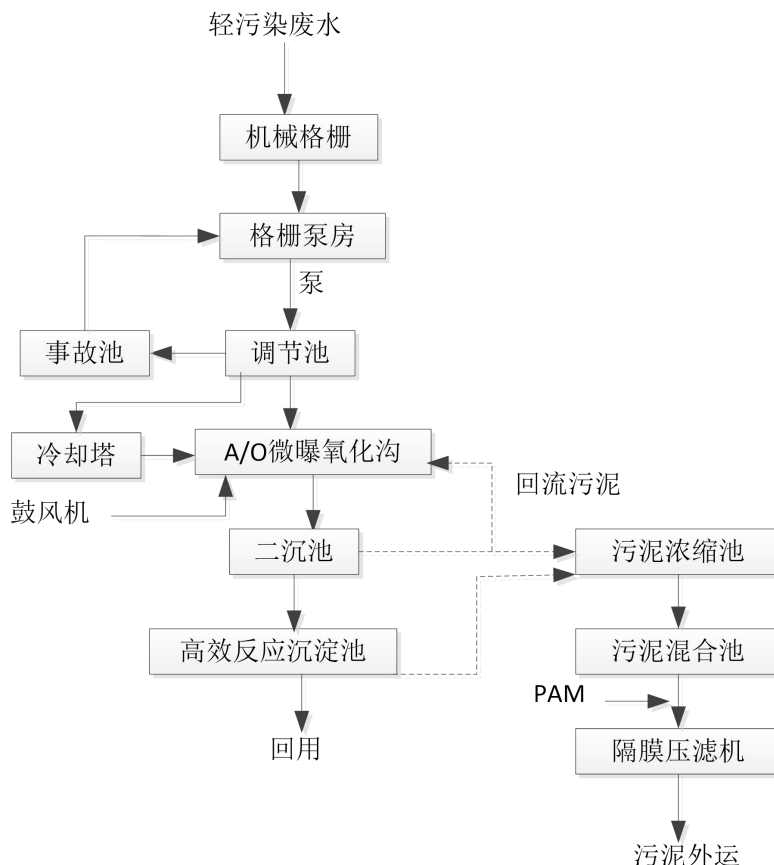 轻污染废水
机械格栅
格栅泵房
泵
事故池
调节池
冷却塔
A/O微曝氧化沟
回流污泥
鼓风机
二沉池
污泥浓缩池
高效反应沉淀池
污泥混合池
PAM
回用
隔膜压滤机
污泥外运